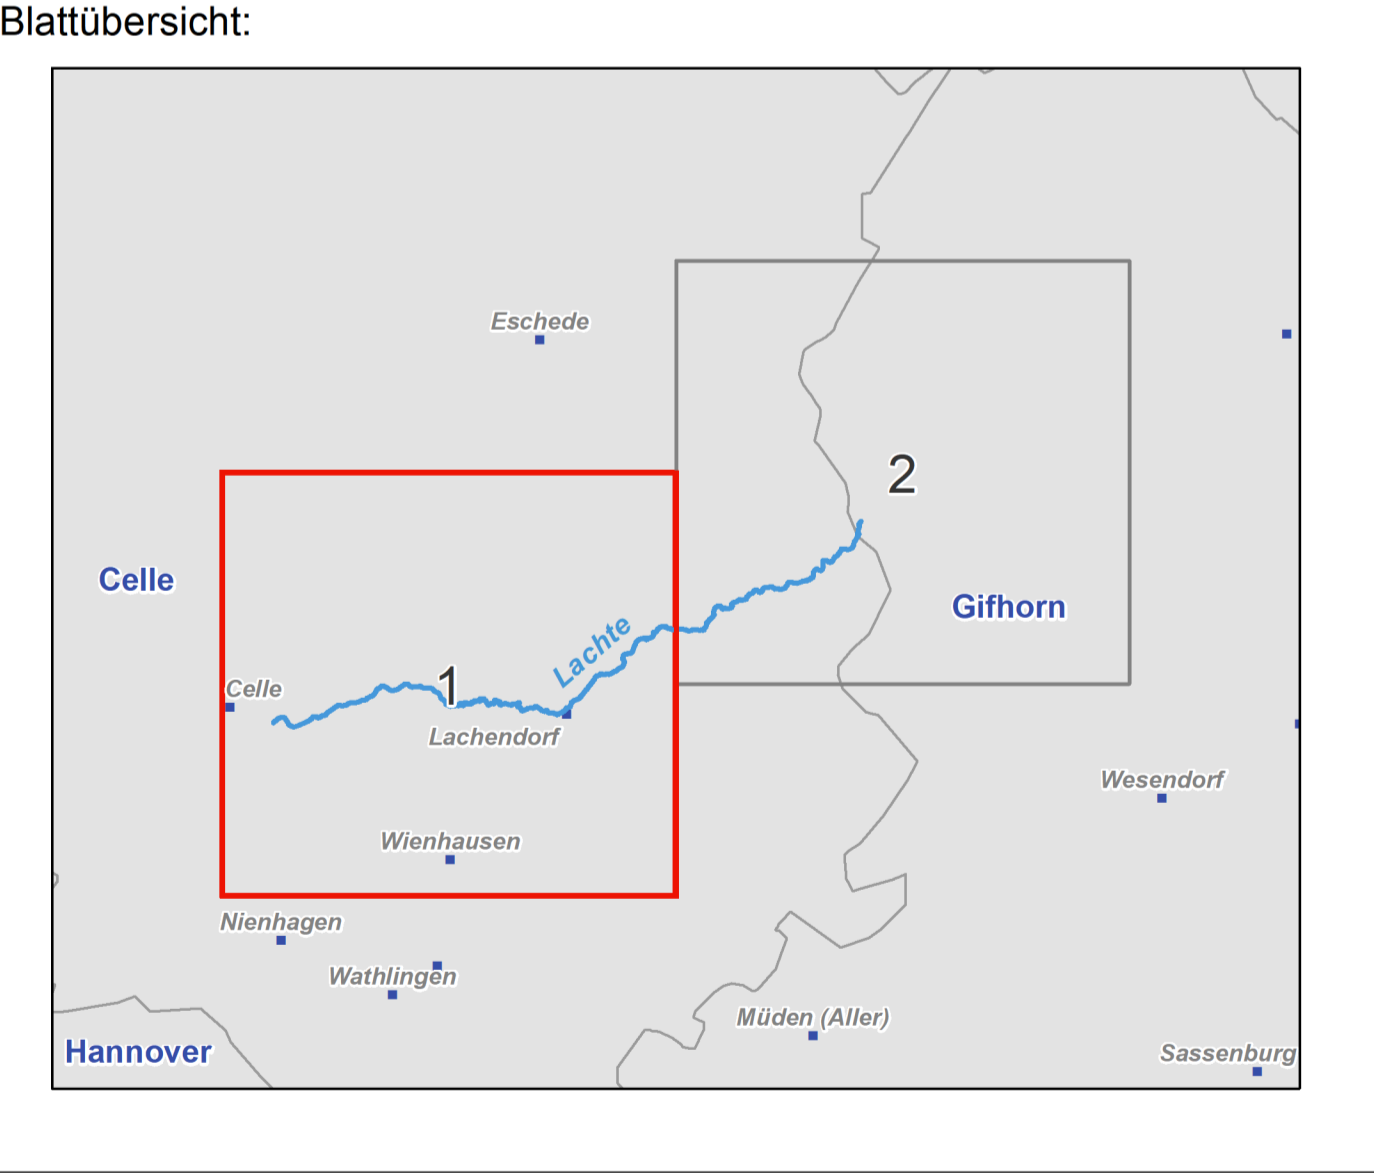 Blattübersicht:
Eschede
2
Celle
Gifhorn
Lachte
1
Celle
Lachendorf
Wesendorf
Wienhausen
Nienhagen
Wathlingen
Müden (Aller)
Hannover
Sassenburg